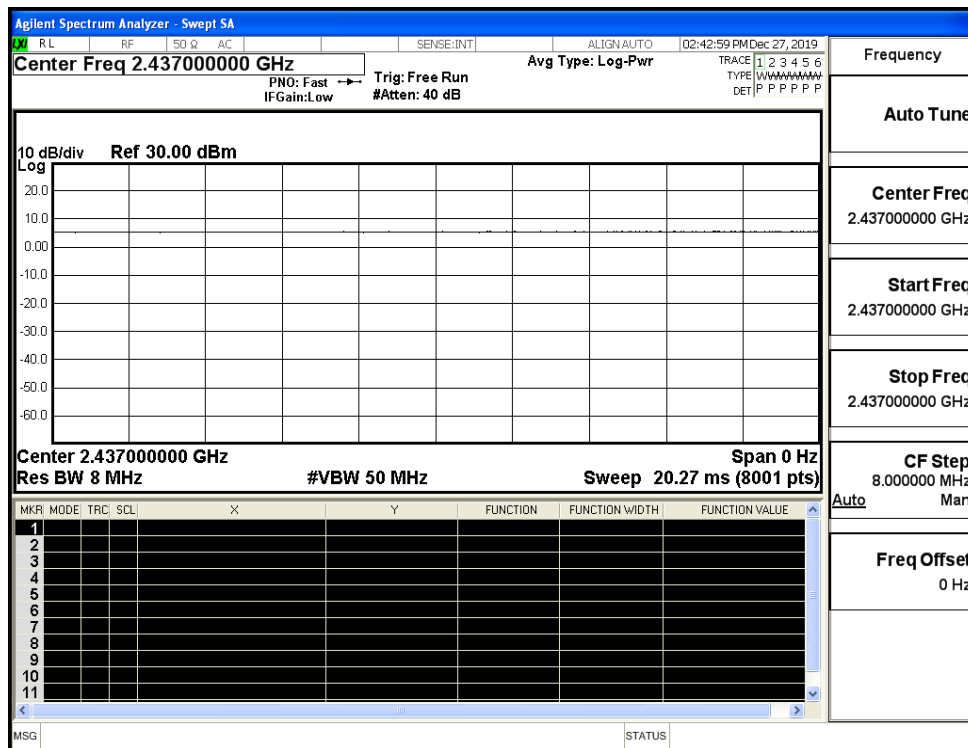 Agilent Spectrum Analyzer - Swept SA
LXI RL RF 50 Ω AC SENSE:INT ALIGN AUTO 02:42:59 PM Dec 27, 2019
Center Freq 2.437000000 GHz
PNO: Fast
IFGain:Low
Trig: Free Run
#Atten: 40 dB
Avg Type: Log-Pwr
TRACE 1 2 3 4 5 6
TYPE WWWWWW
DET P P P P P P
10 dB/div Ref 30.00 dBm
Log
20.0
10.0
0.00
-10.0
-20.0
-30.0
-40.0
-50.0
-60.0
Center 2.437000000 GHz Span 0 Hz
Res BW 8 MHz #VBW 50 MHz Sweep 20.27 ms (8001 pts)
MKR MODE TRC SCL X Y FUNCTION FUNCTION WIDTH FUNCTION VALUE
1
2
3
4
5
6
7
8
9
10
11
MSG STATUS
Frequency
Auto Tune
Center Freq
2.437000000 GHz
Start Freq
2.437000000 GHz
Stop Freq
2.437000000 GHz
CF Step
8.000000 MHz
Auto Man
Freq Offset
0 Hz